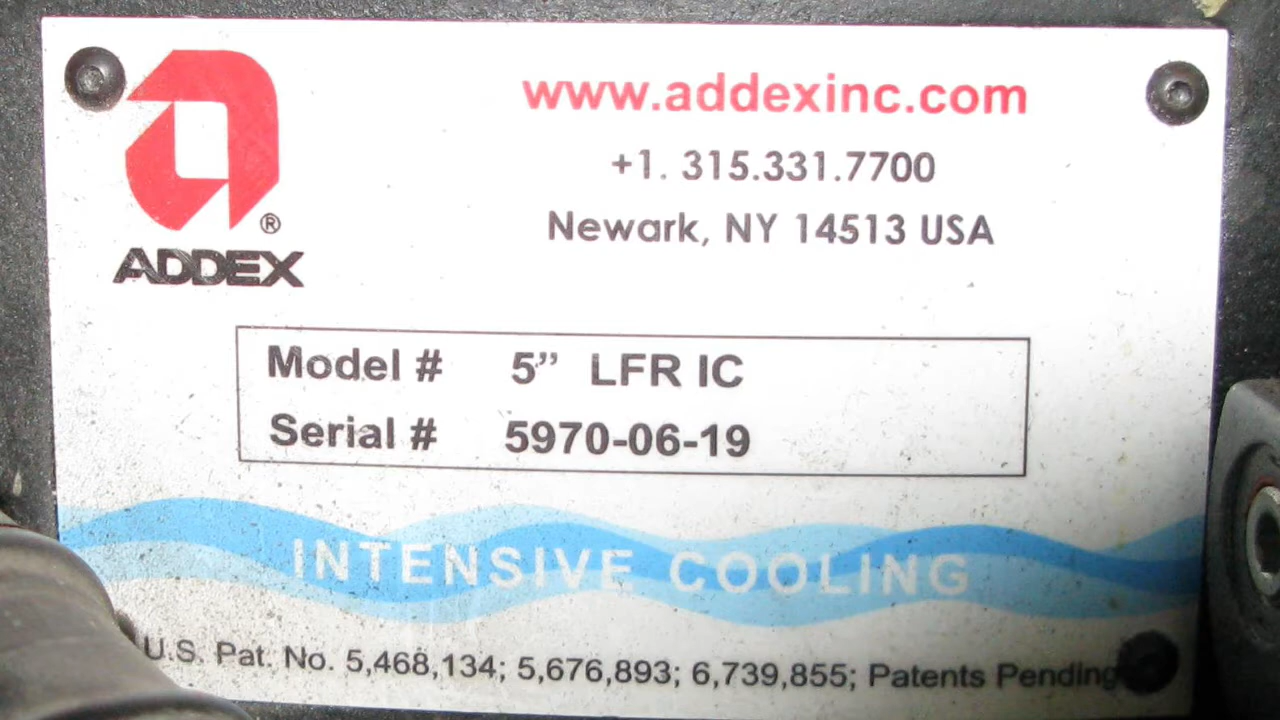 www.addexinc.com
+1. 315.331.7700
Newark, NY 14513 USA
®
ADDEX
Model # 5” LFR IC
Serial # 5970-06-19
INTENSIVE COOLING
U.S. Pat. No. 5,468,134; 5,676,893; 6,739,855; Patents Pending